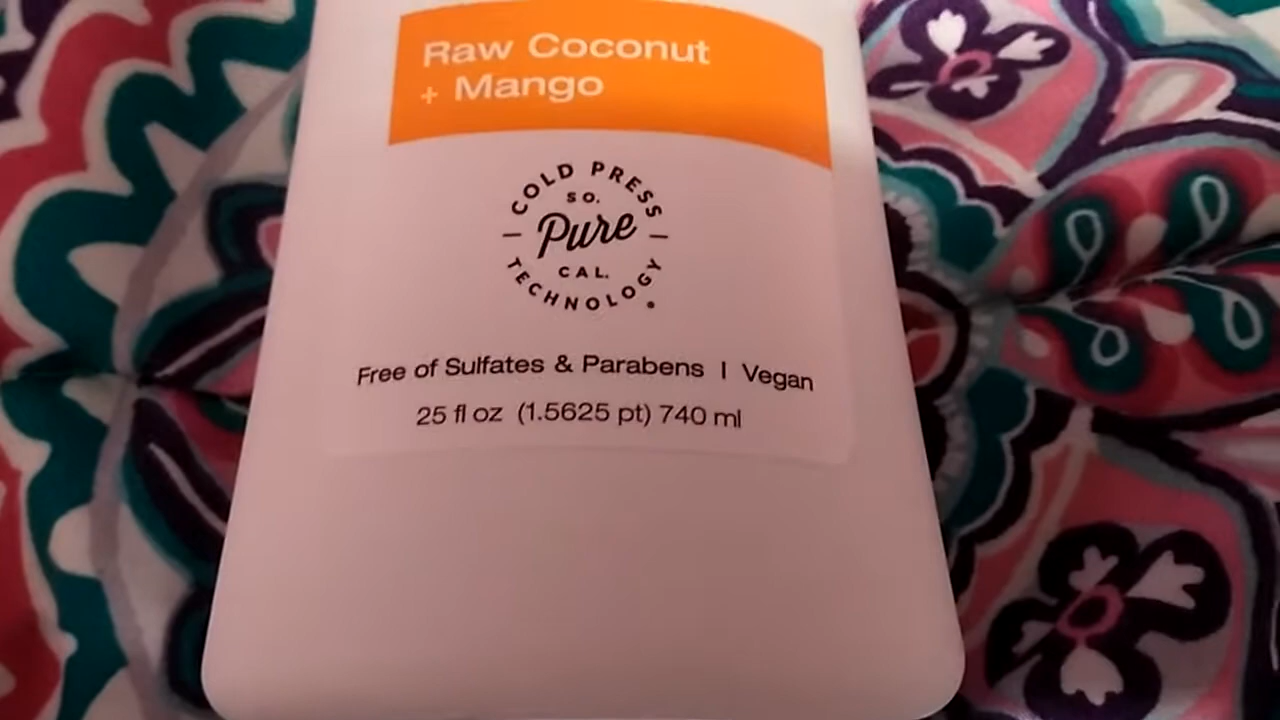 Raw Coconut
+ Mango
COLD PRESS
SO.
Pure
CAL.
TECHNOLOGY
Free of Sulfates & Parabens | Vegan
25 fl oz (1.5625 pt) 740 ml